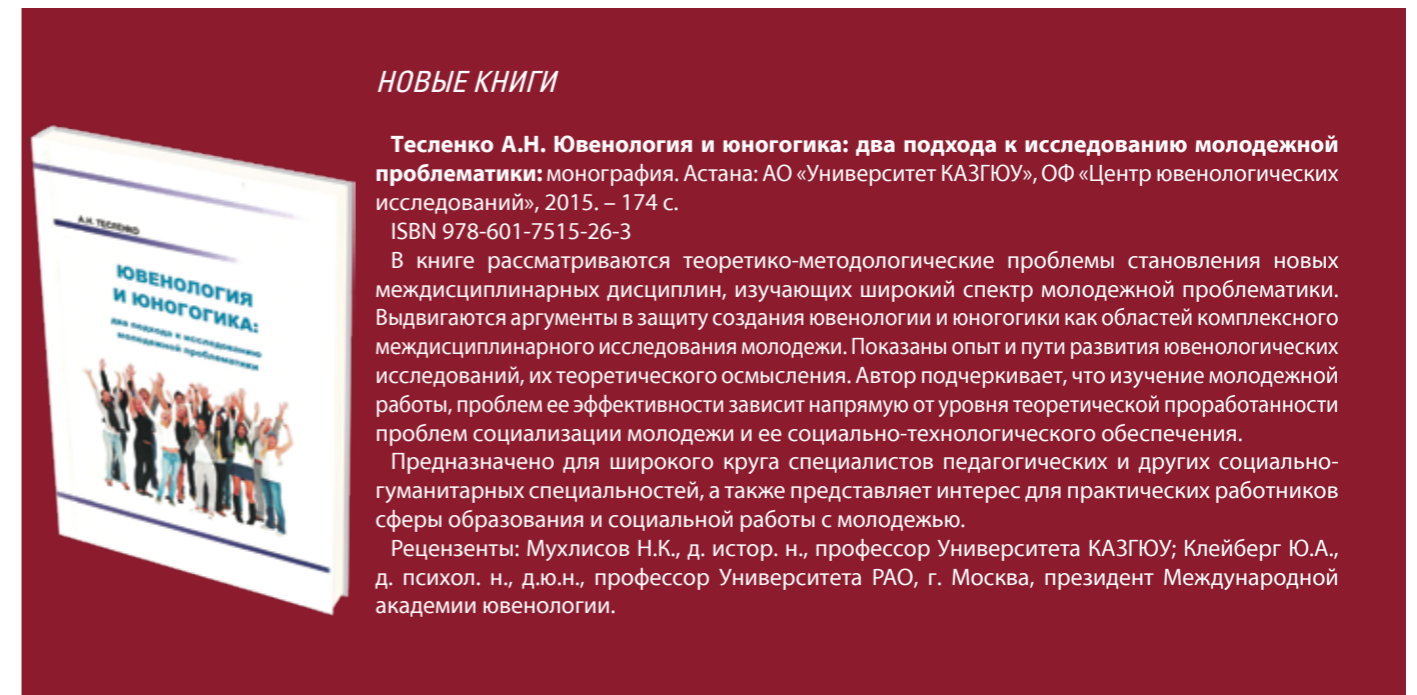 НОВЫЕ КНИГИ
Тесленко А.Н. Ювенология и юногогика: два подхода к исследованию молодежной
проблематики: монография. Астана: АО «Университет КАЗГЮУ», ОФ «Центр ювенологических
исследований», 2015. – 174 с.
ISBN 978-601-7515-26-3
В книге рассматриваются теоретико-методологические проблемы становления новых
междисциплинарных дисциплин, изучающих широкий спектр молодежной проблематики.
Выдвигаются аргументы в защиту создания ювенологии и юногогики как областей комплексного
междисциплинарного исследования молодежи. Показаны опыт и пути развития ювенологических
исследований, их теоретического осмысления. Автор подчеркивает, что изучение молодежной
работы, проблем ее эффективности зависит напрямую от уровня теоретической проработанности
проблем социализации молодежи и ее социально-технологического обеспечения.
Предназначено для широкого круга специалистов педагогических и других социально-
гуманитарных специальностей, а также представляет интерес для практических работников
сферы образования и социальной работы с молодежью.
Рецензенты: Мухлисов Н.К., д. истор. н., профессор Университета КАЗГЮУ; Клейберг Ю.А.,
д. психол. н., д.ю.н., профессор Университета РАО, г. Москва, президент Международной
академии ювенологии.
А.Н. ТЕСЛЕНКО
ЮВЕНОЛОГИЯ
И ЮНОГОГИКА:
два подхода к исследованию
молодежной проблематики